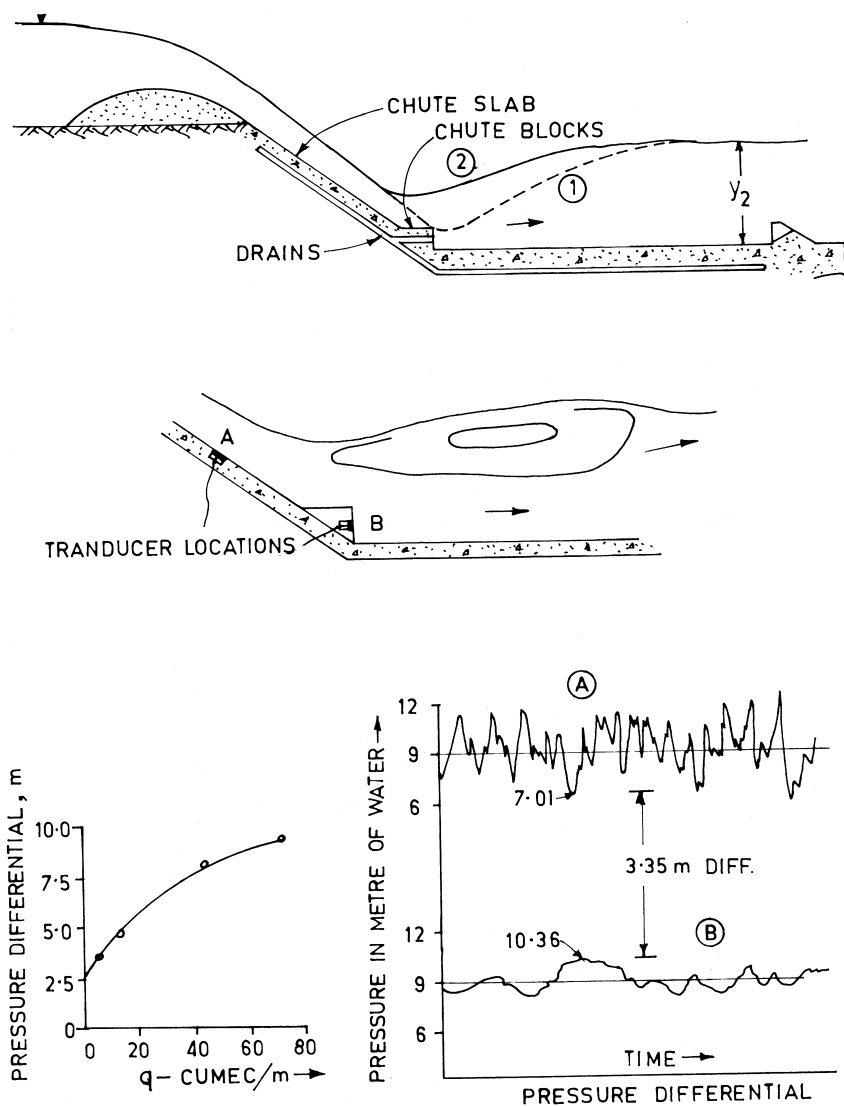 CHUTE SLAB
CHUTE BLOCKS
2
1
y2
DRAINS
A
B
TRANDUCER LOCATIONS
PRESSURE DIFFERENTIAL, m
10.0
7.5
5.0
2.5
0
0 20 40 60 80
q- CUMEC/m
PRESSURE IN METRE OF WATER
A
12
9
6
7.01
3.35 m DIFF.
B
12
10.36
9
6
TIME
PRESSURE DIFFERENTIAL